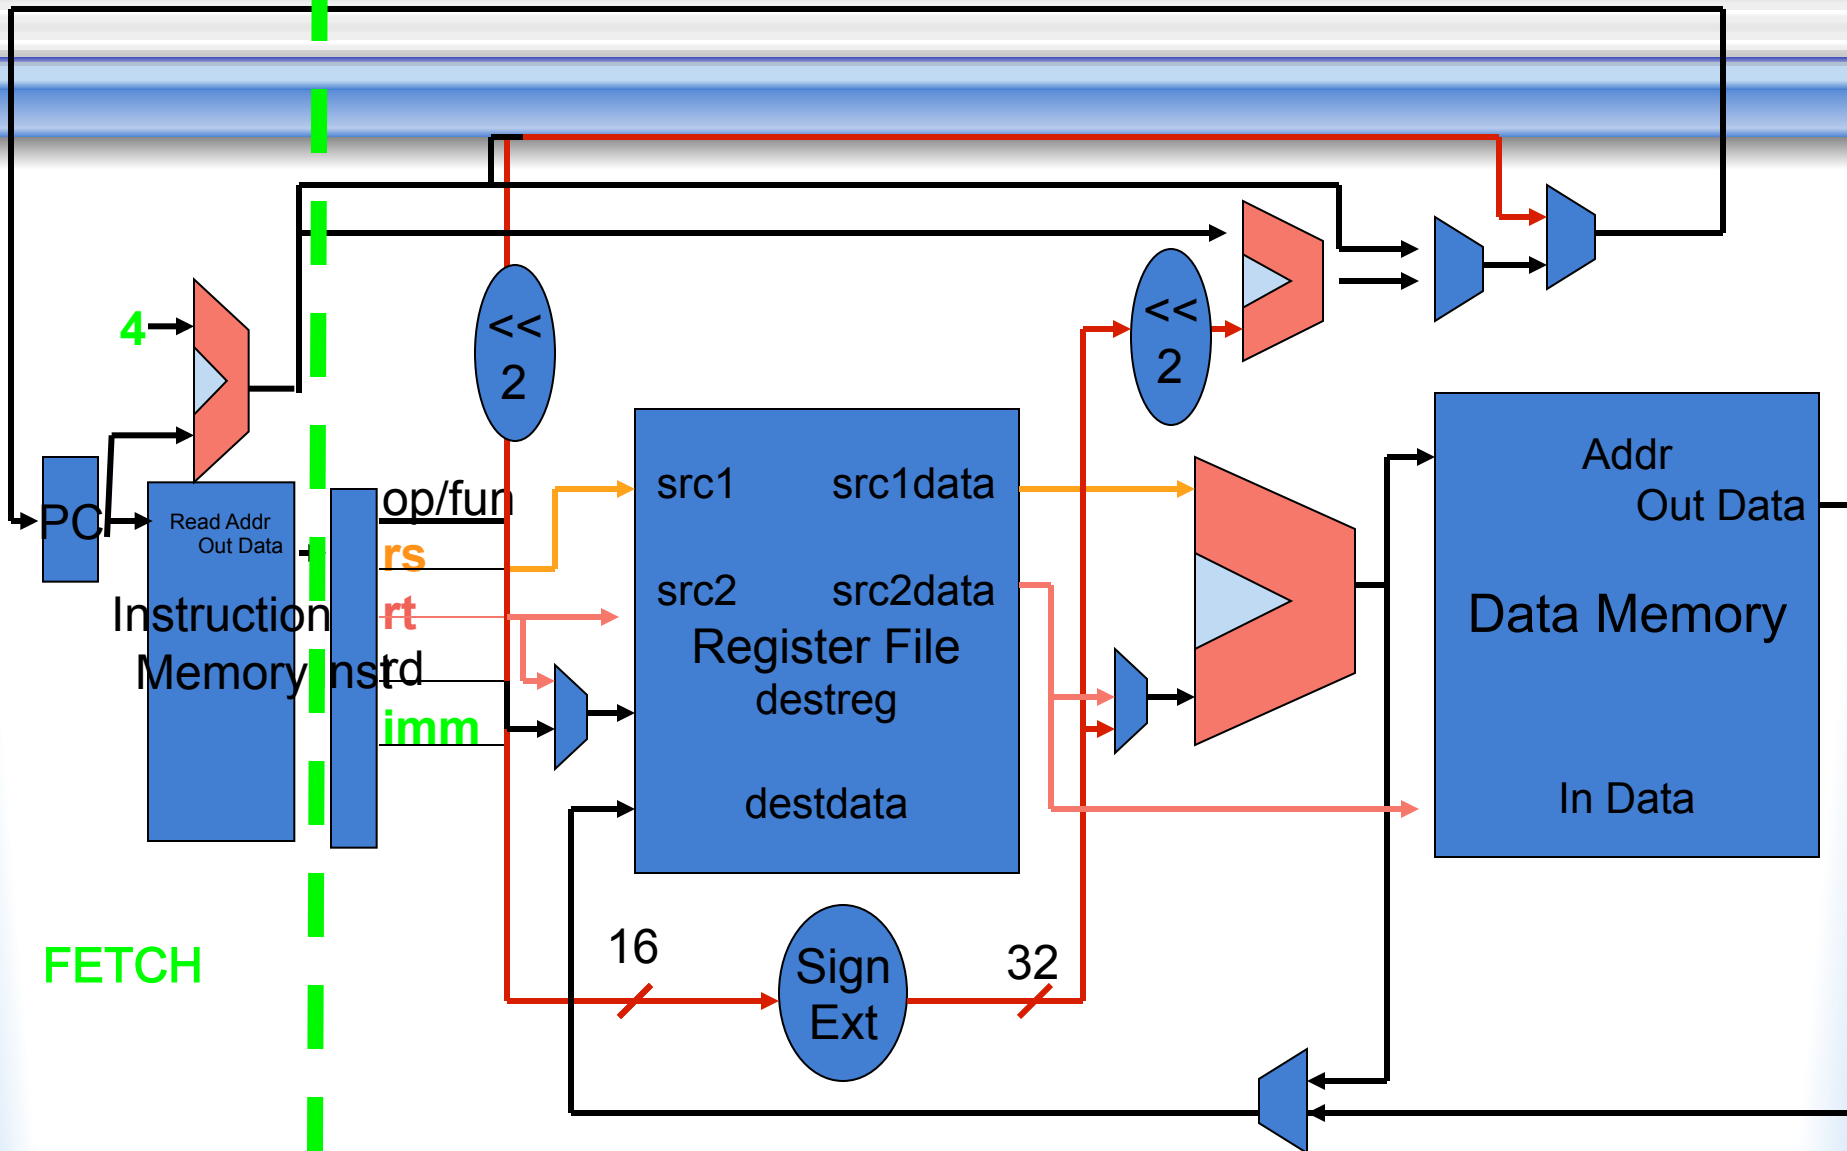 <<
2
<<
2
4
PC
Read Addr
Out Data
Instruction
Memory
Inst
op/fun
rs
rt
rd
imm
src1
src1data
src2
src2data
Register File
destreg
destdata
Addr
Out Data
Data Memory
In Data
16
Sign
Ext
32
FETCH